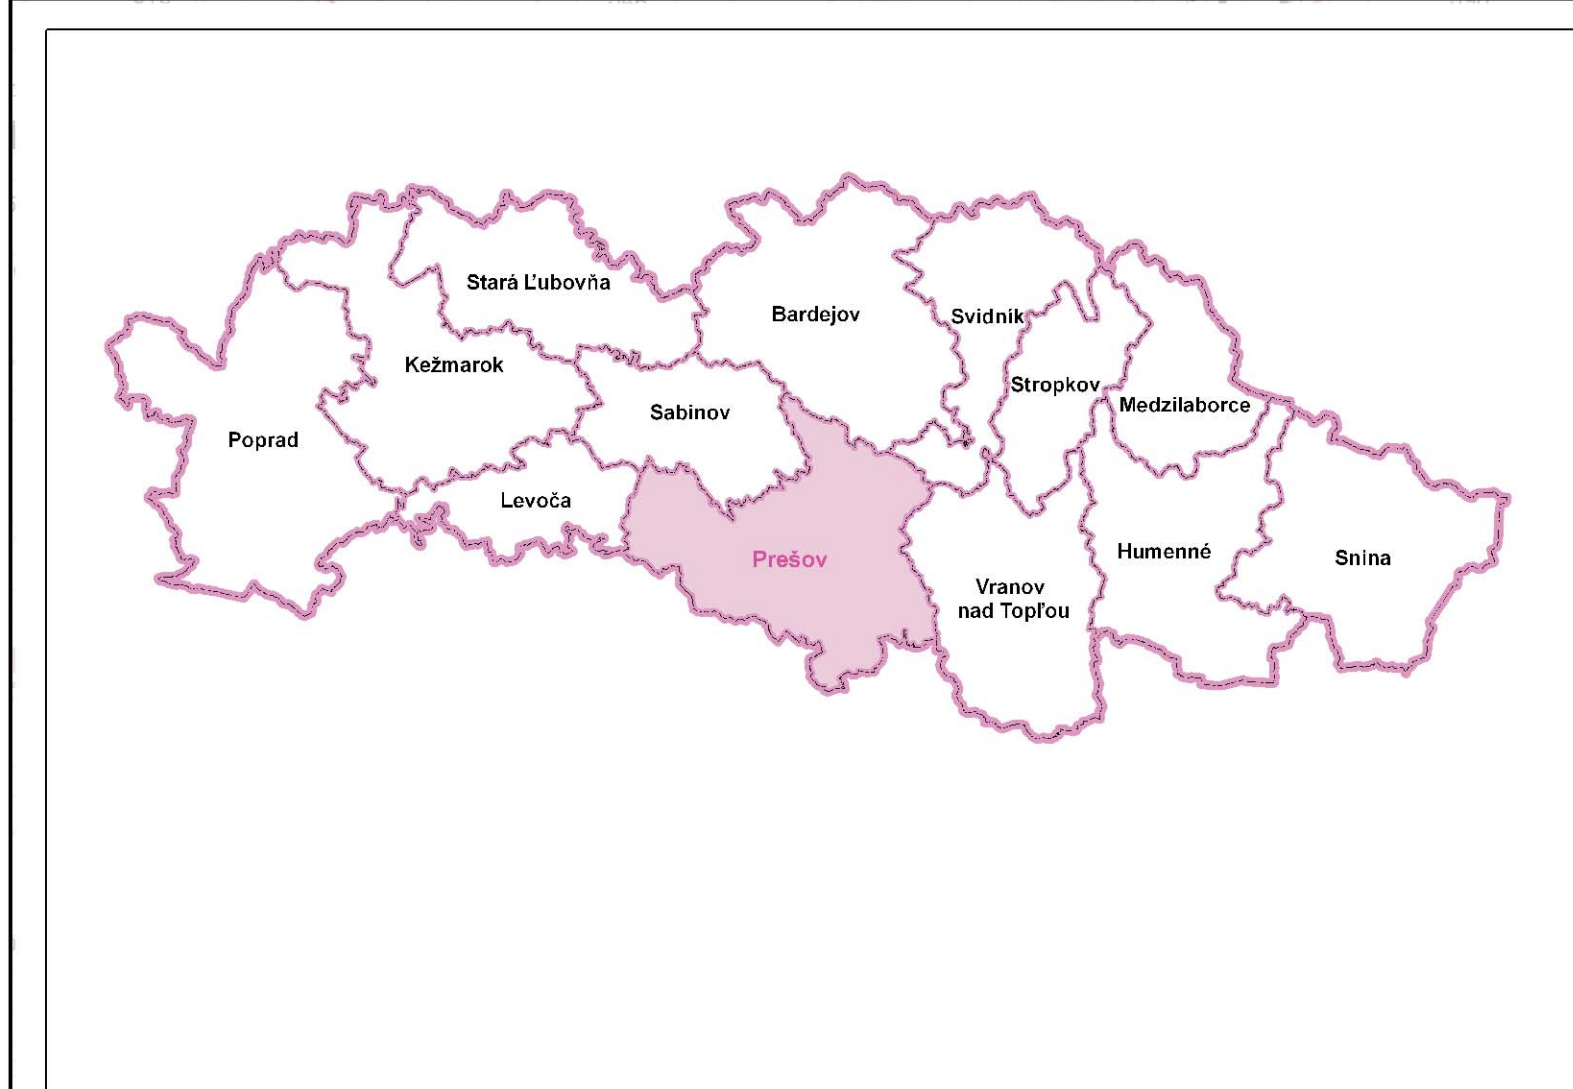 Stará Ľubovňa
Bardejov
Svidník
Kežmarok
Stropkov
Medzilaborce
Sabinov
Poprad
Levoča
Prešov
Humenné
Snina
Vranov
nad Topľou